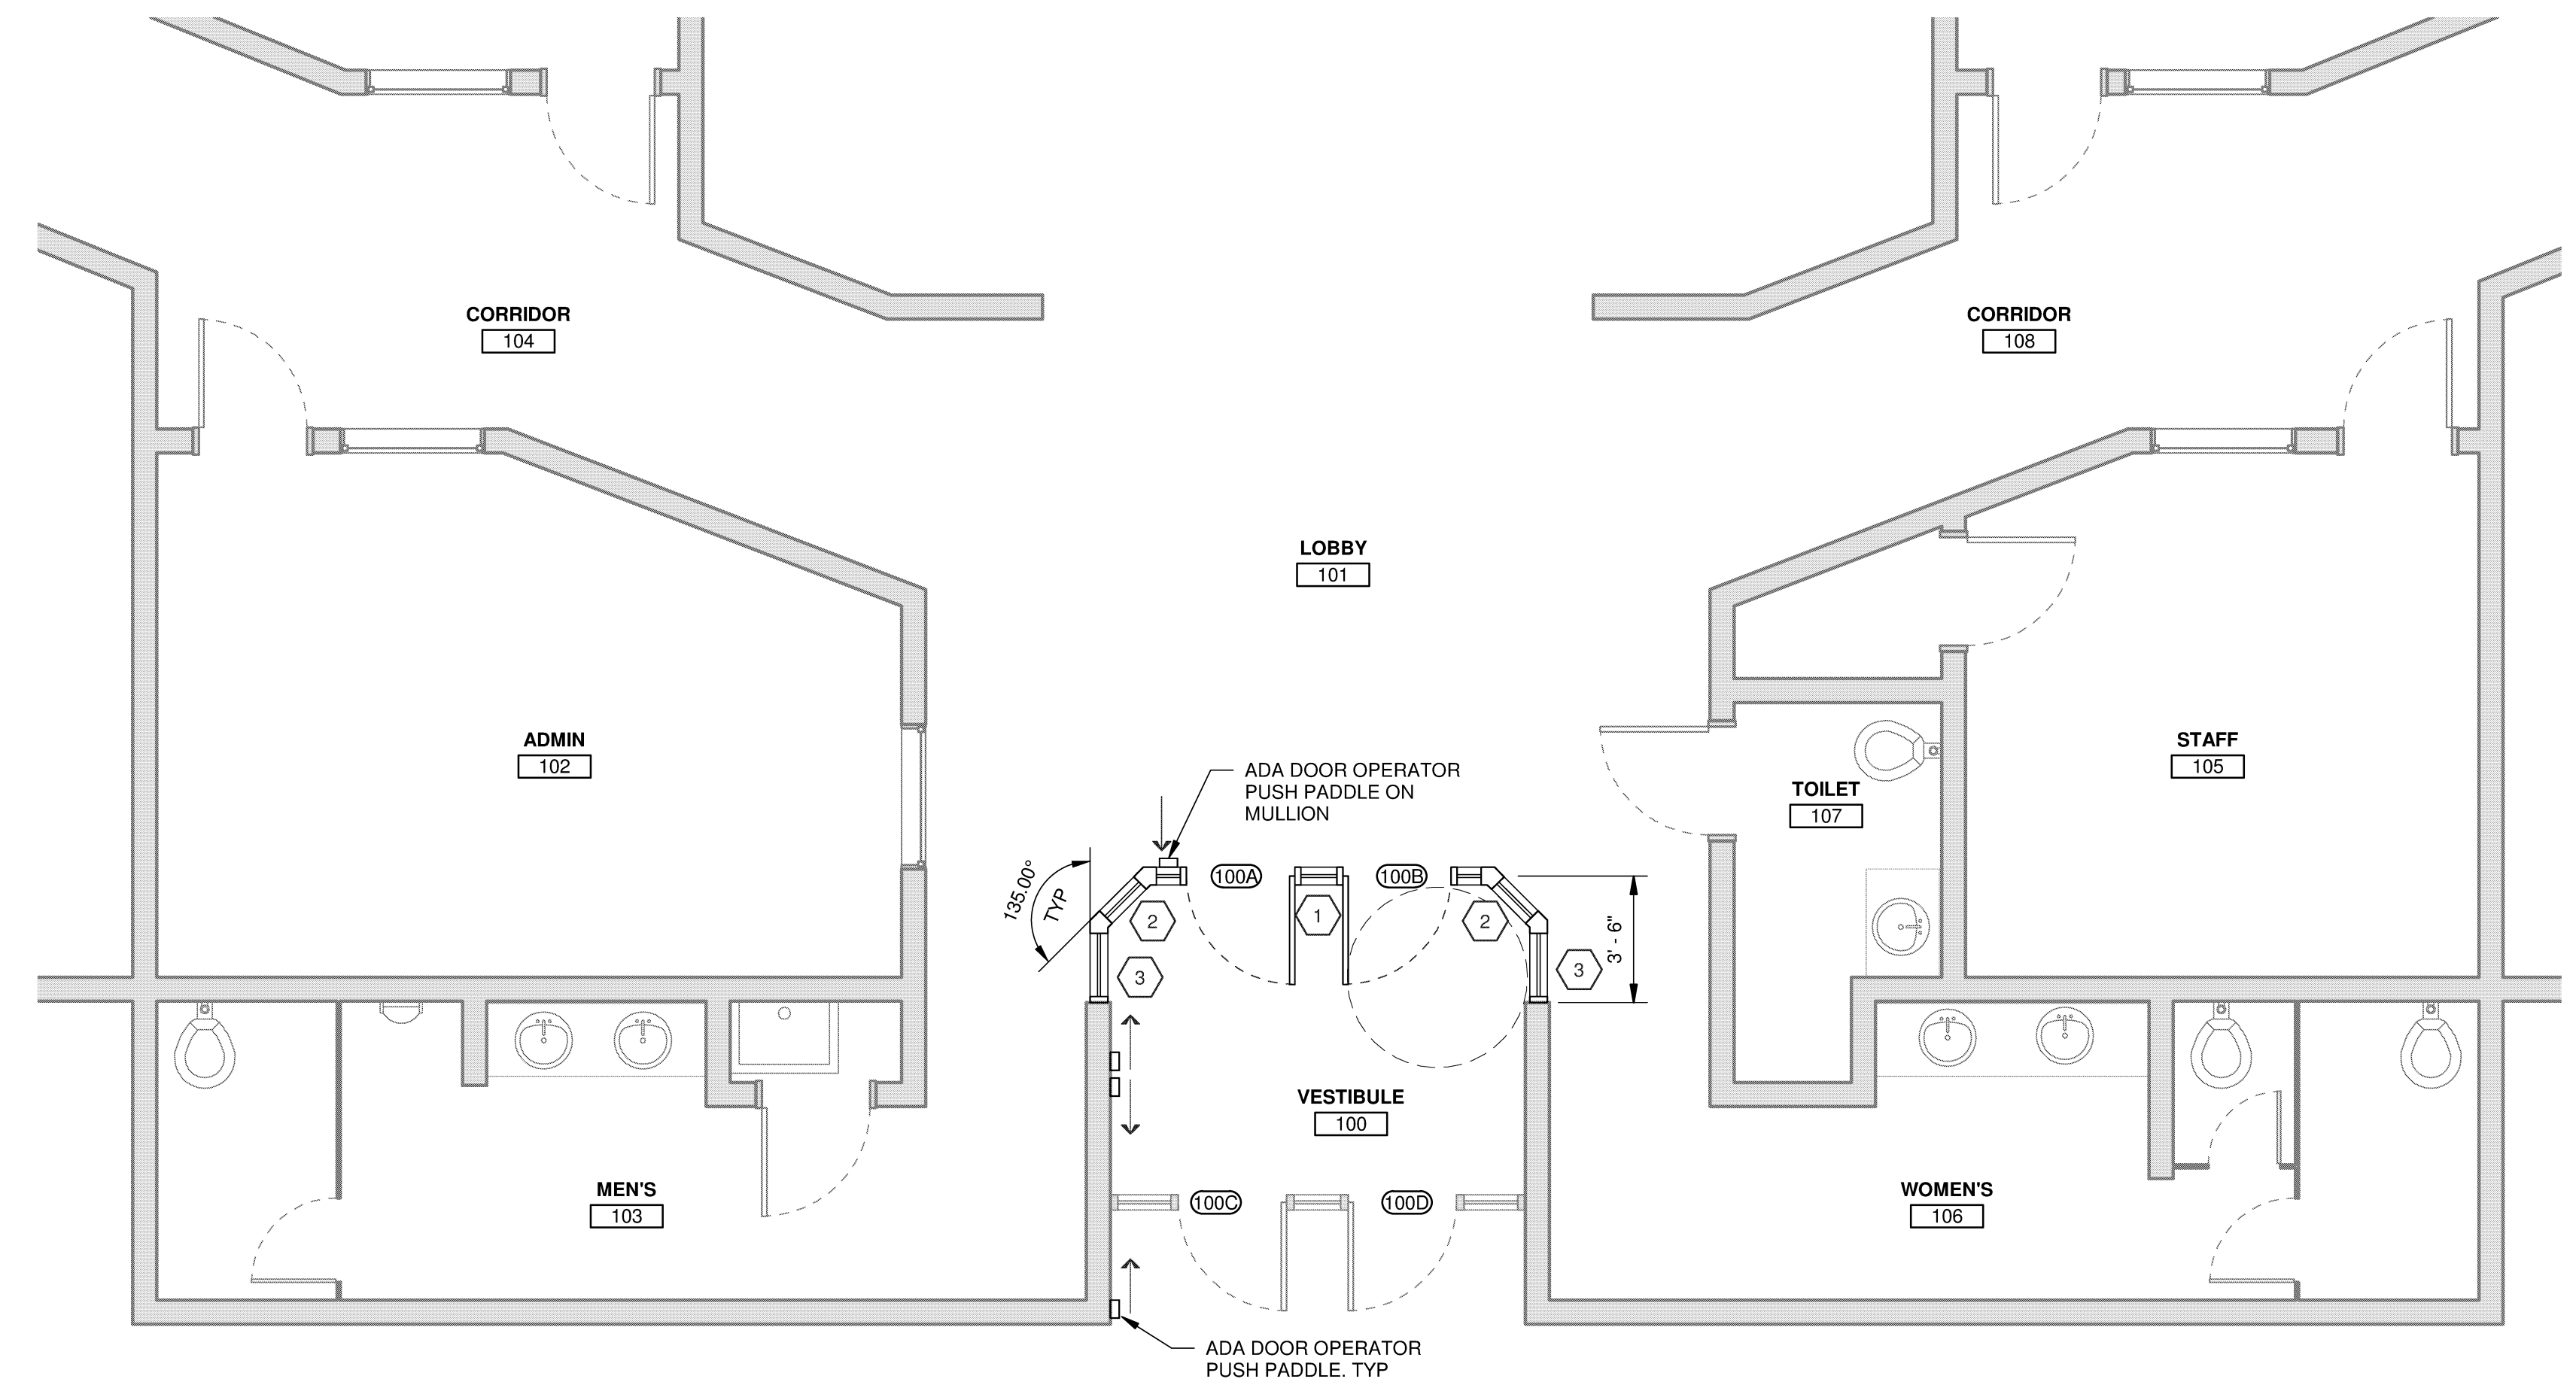 CORRIDOR
104
CORRIDOR
108
LOBBY
101
ADMIN
102
STAFF
105
ADA DOOR OPERATOR
PUSH PADDLE ON
MULLION
TOILET
107
135.00°
TYP
100A
100B
1
2
2
3
3
3' - 6"
VESTIBULE
100
MEN'S
103
100C
100D
WOMEN'S
106
ADA DOOR OPERATOR
PUSH PADDLE. TYP